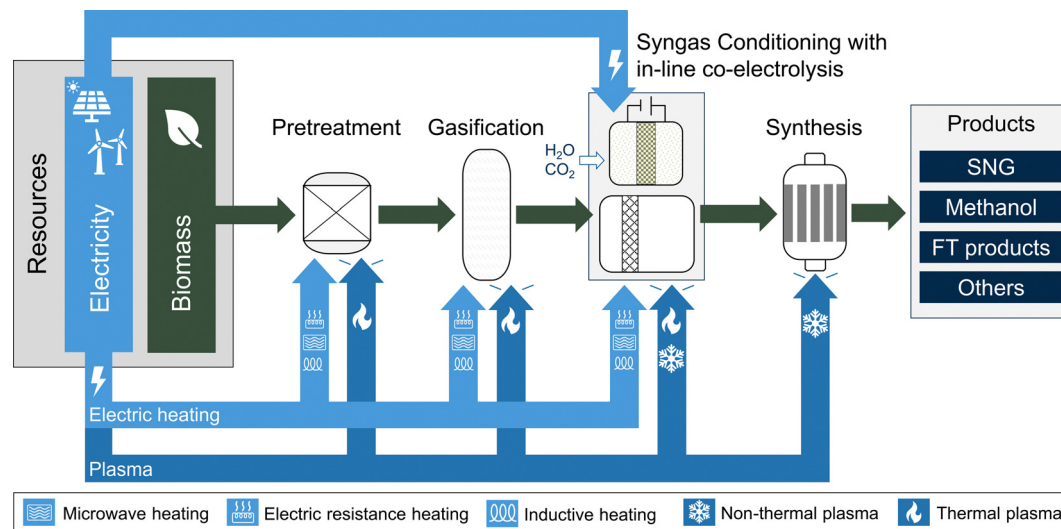 Syngas Conditioning with
in-line co-electrolysis
Resources
Electricity
Biomass
Pretreatment
Gasification
H₂O
CO₂
Synthesis
Products
SNG
Methanol
FT products
Others
Electric heating
Plasma
Microwave heating
Electric resistance heating
Inductive heating
Non-thermal plasma
Thermal plasma